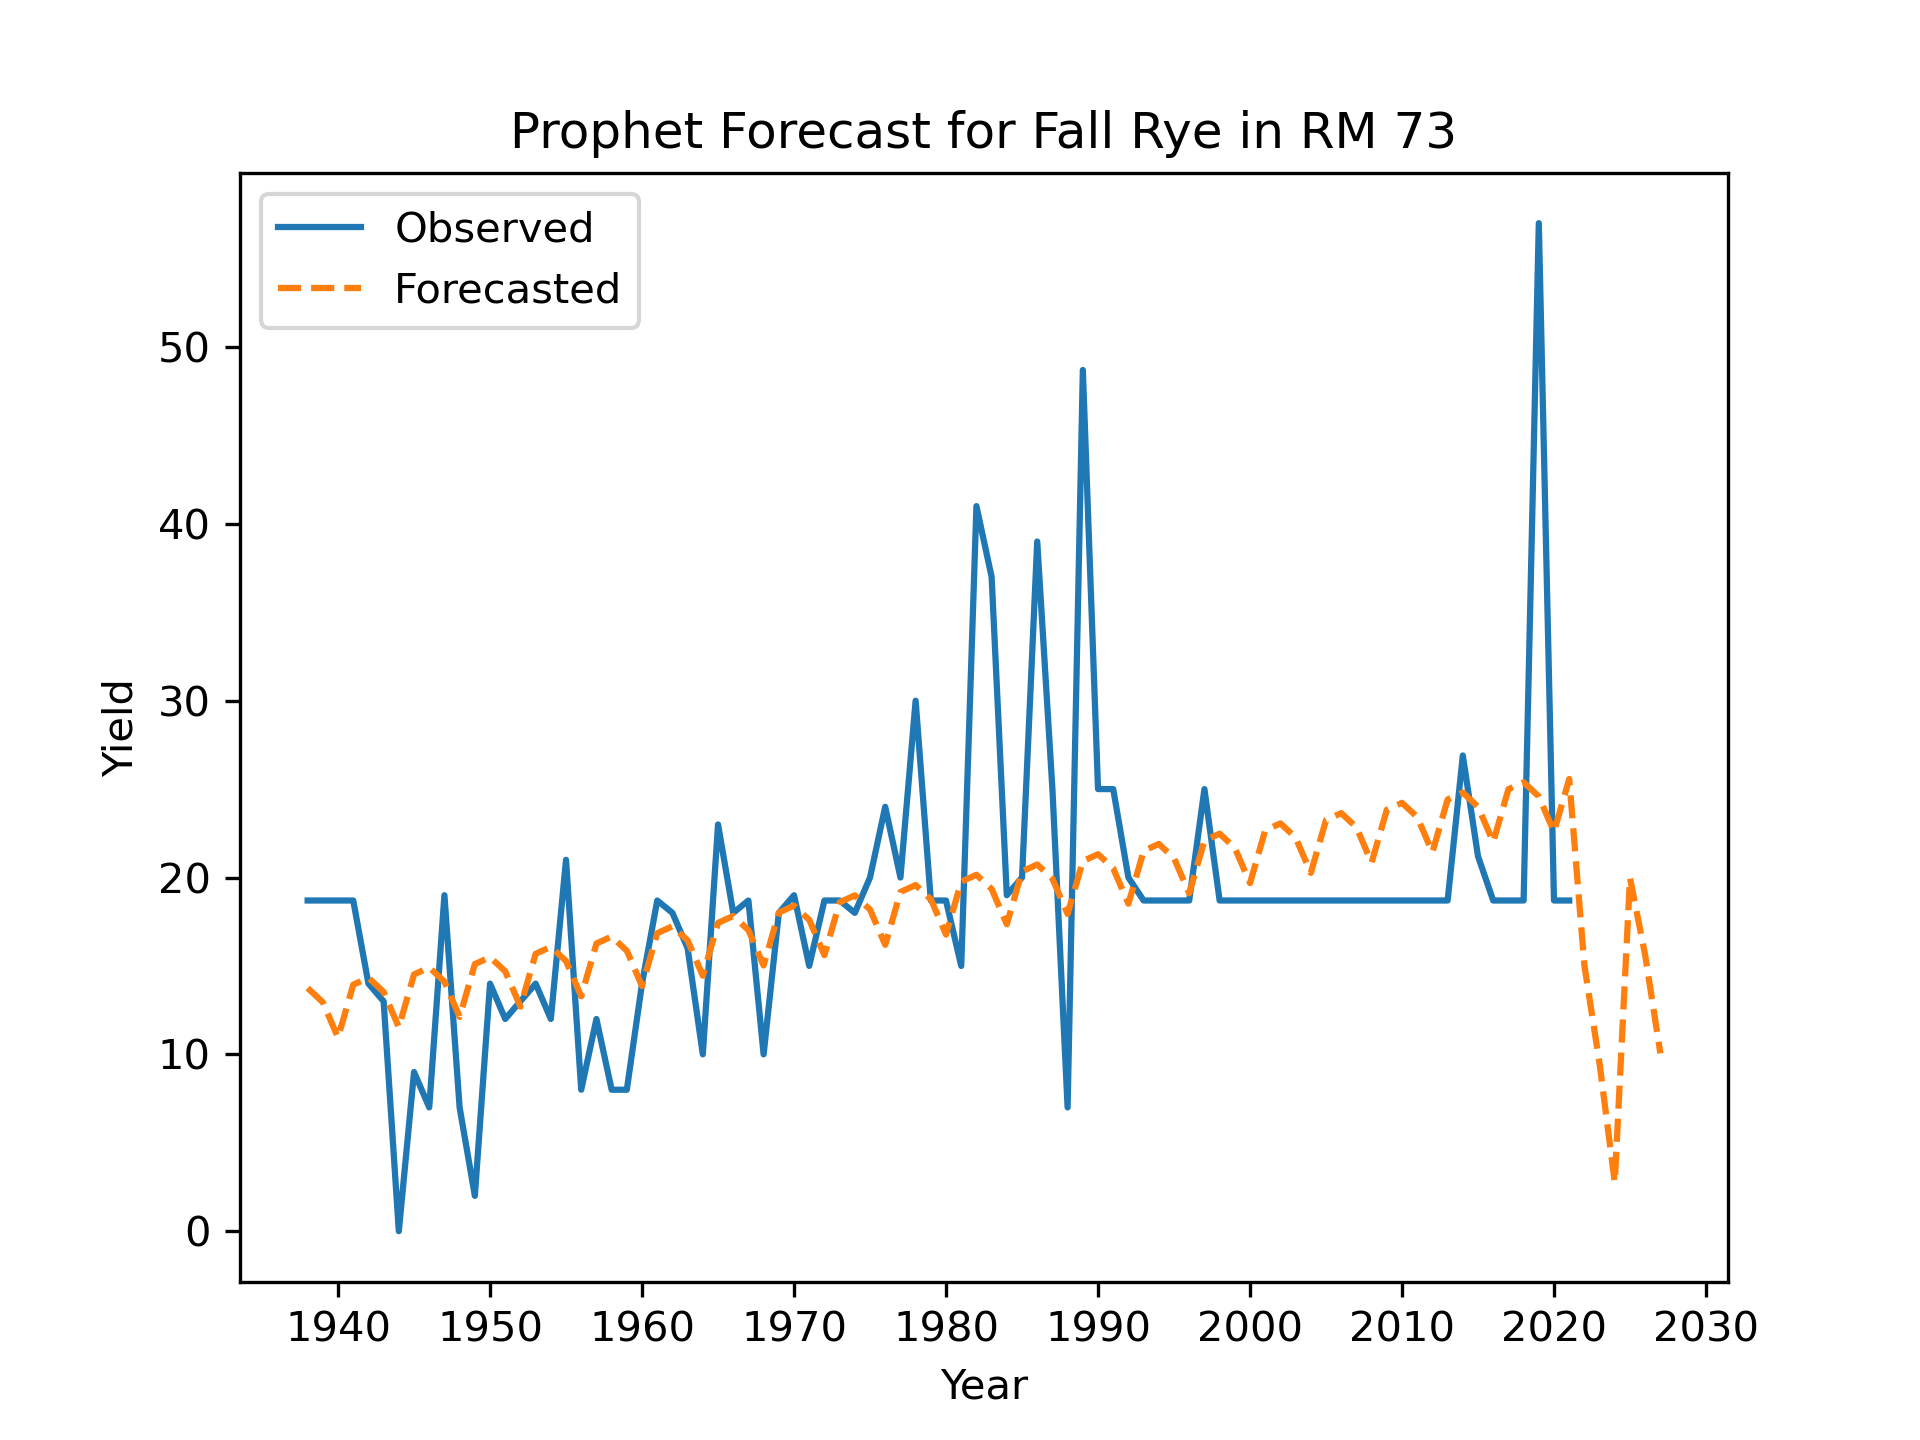 Prophet Forecast for Fall Rye in RM 73
Observed
Forecasted
50
40
30
20
10
0
Yield
1940 1950 1960 1970 1980 1990 2000 2010 2020 2030
Year